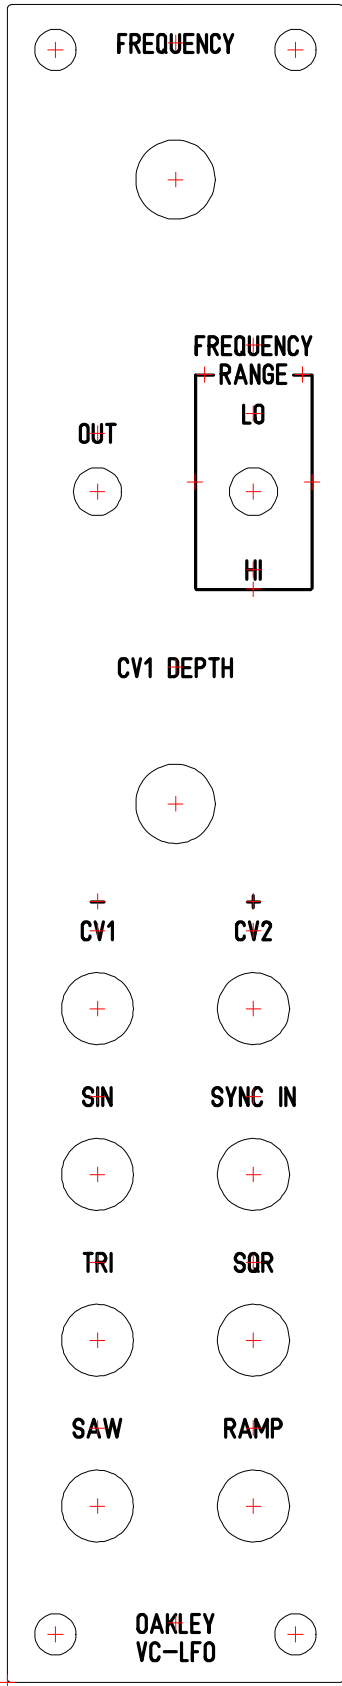 FREQUENCY
FREQUENCY
RANGE
LO
OUT
HI
CV1 DEPTH
− +
CV1 CV2
SIN SYNC IN
TRI SQR
SAW RAMP
OAKLEY
VC-LFO